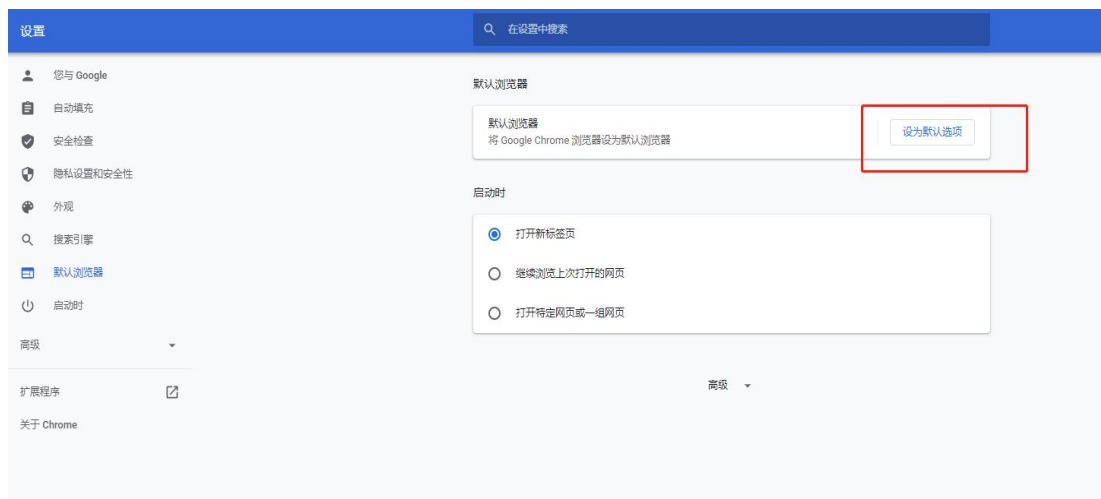 设置
在设置中搜索
您与 Google
自动填充
安全检查
隐私设置和安全性
外观
搜索引擎
默认浏览器
启动时
高级
扩展程序
关于 Chrome
默认浏览器
默认浏览器
将 Google Chrome 浏览器设为默认浏览器
设为默认选项
启动时
打开新标签页
继续浏览上次打开的网页
打开特定网页或一组网页
高级